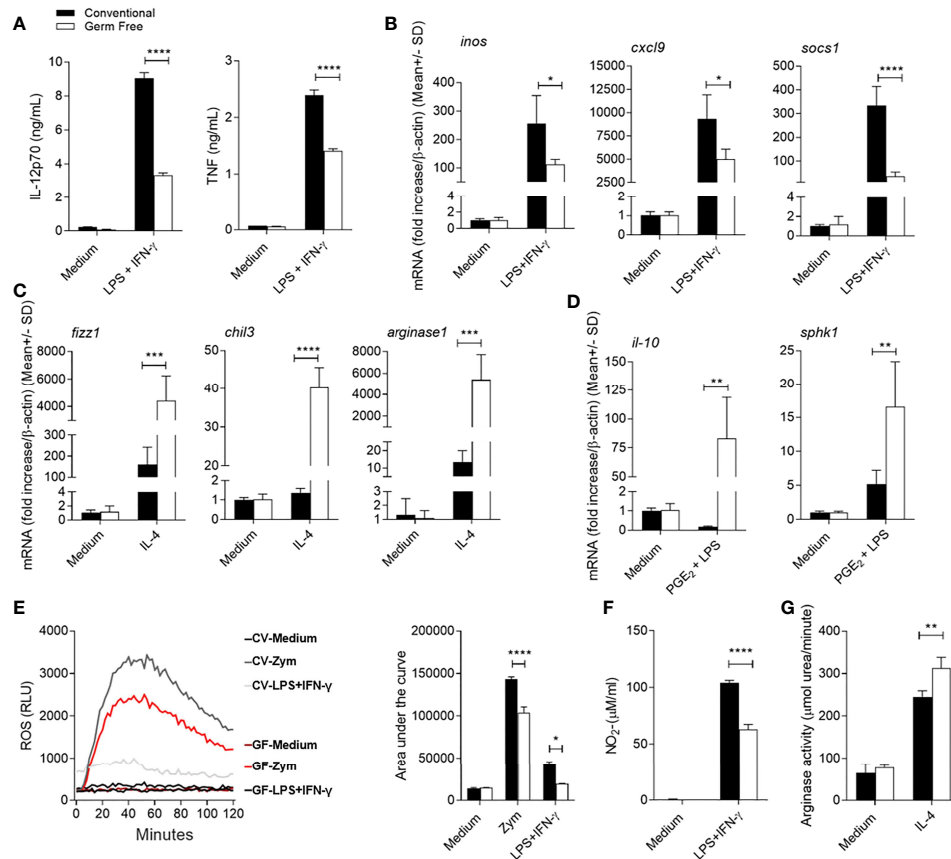 Conventional
Germ Free
A
IL-12p70 (ng/mL)
10
8
6
4
2
0
****
Medium
LPS + IFN-γ
TNF (ng/mL)
3
2
1
0
****
Medium
LPS + IFN-γ
B
mRNA (fold increase/β-actin) (Mean+/- SD)
inos
400
300
200
100
4
2
0
*
Medium
LPS+IFN-γ
cxcl9
15000
12500
10000
7500
5000
2500
2
1
0
*
Medium
LPS+IFN-γ
socs1
500
400
300
200
100
4
2
0
****
Medium
LPS+IFN-γ
C
mRNA (fold increase/β-actin) (Mean+/- SD)
fizz1
8000
6000
4000
2000
300
200
100
4
2
0
***
Medium
IL-4
chil3
50
40
30
20
2
1
0
****
Medium
IL-4
arginase1
8000
6000
4000
2000
20
10
4
3
2
1
***
Medium
IL-4
D
mRNA (fold increase/β-actin) (Mean+/- SD)
il-10
150
125
100
75
50
2
1
0
**
Medium
PGE2 + LPS
sphk1
25
20
15
10
5
0
**
Medium
PGE2 + LPS
E
ROS (RLU)
4000
3000
2000
1000
0
0 20 40 60 80 100 120
Minutes
CV-Medium
CV-Zym
CV-LPS+IFN-γ
GF-Medium
GF-Zym
GF-LPS+IFN-γ
Area under the curve
200000
150000
100000
50000
0
****
*
Medium
Zym
LPS+IFN-γ
F
NO2-(μM/ml)
150
100
50
0
****
Medium
LPS+IFN-γ
G
Arginase activity (μmol urea/minute)
400
300
200
100
0
**
Medium
IL-4